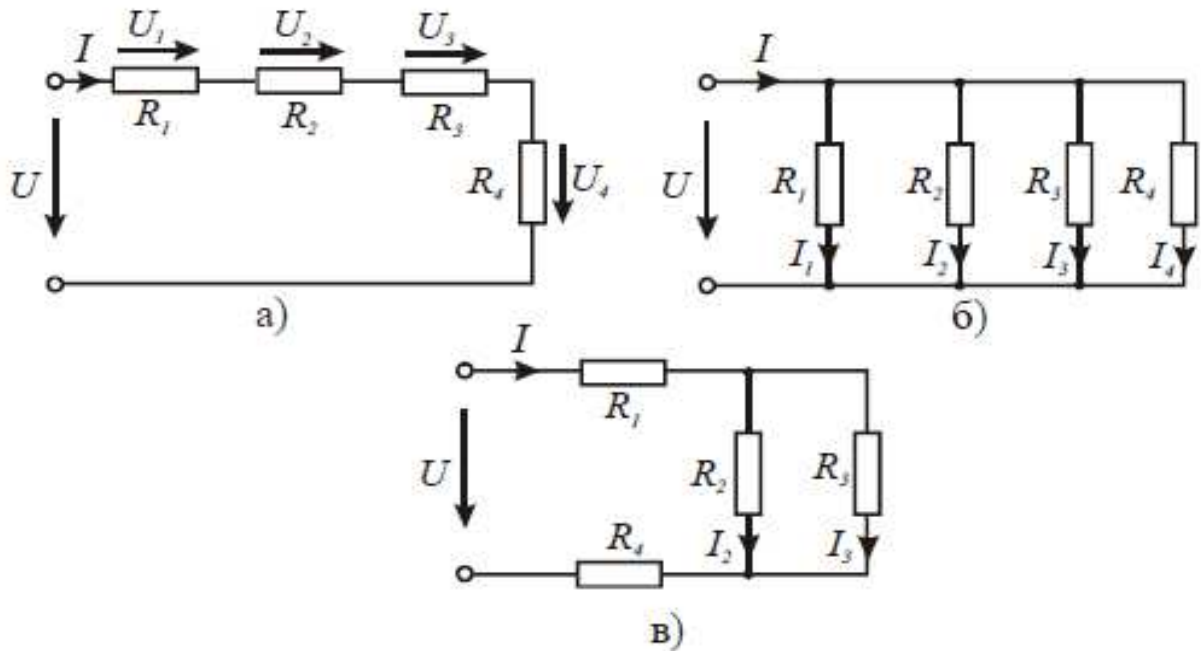 I U₁ U₂ U₃
R₁ R₂ R₃
U R₄ U₄
а)
I
U R₁ R₂ R₃ R₄
I₁ I₂ I₃ I₄
б)
I
R₁
U R₂ R₃
R₄ I₂ I₃
в)